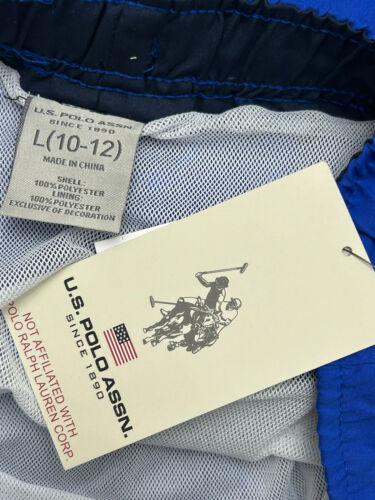 U.S. POLO ASSN.
SINCE 1890
L(10-12)
MADE IN CHINA
SHELL:
100% POLYESTER
LINING:
100% POLYESTER
EXCLUSIVE OF DECORATION
U.S. POLO ASSN.
SINCE 1890
NOT AFFILIATED WITH
POLO RALPH LAUREN CORP.